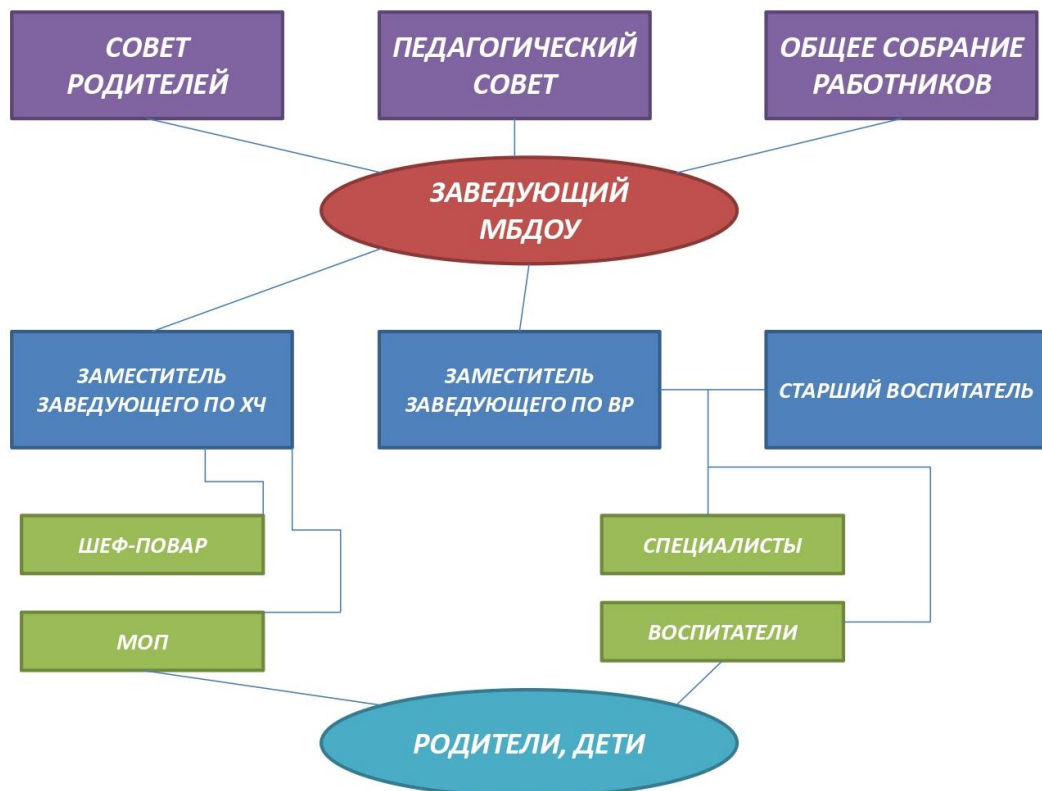 СОВЕТ
РОДИТЕЛЕЙ
ПЕДАГОГИЧЕСКИЙ
СОВЕТ
ОБЩЕЕ СОБРАНИЕ
РАБОТНИКОВ
ЗАВЕДУЮЩИЙ
МБДОУ
ЗАМЕСТИТЕЛЬ
ЗАВЕДУЮЩЕГО ПО ХЧ
ЗАМЕСТИТЕЛЬ
ЗАВЕДУЮЩЕГО ПО ВР
СТАРШИЙ ВОСПИТАТЕЛЬ
ШЕФ-ПОВАР
СПЕЦИАЛИСТЫ
МОП
ВОСПИТАТЕЛИ
РОДИТЕЛИ, ДЕТИ